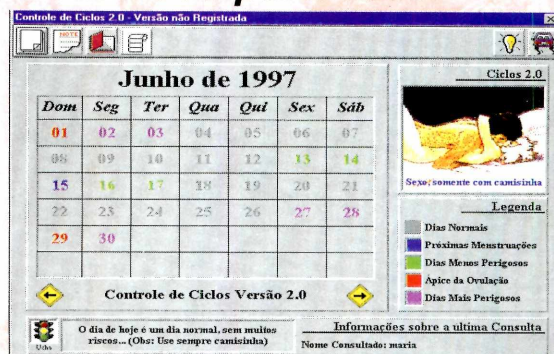 Controle de Ciclos 2.0 - Versão não Registrada
NOTE
Junho de 1997
Dom Seg Ter Qua Qui Sex Sáb
01 02 03 04 05 06 07
08 09 10 11 12 13 14
15 16 17 18 19 20 21
22 23 24 25 26 27 28
29 30
Controle de Ciclos Versão 2.0
Ciclos 2.0
Sexo, somente com camisinha
Legenda
Dias Normais
Próximas Menstruações
Dias Menos Perigosos
Apice da Ovulação
Dias Mais Perigosos
O dia de hoje é um dia normal, sem muitos
riscos... (Obs: Use sempre camisinha)
Informações sobre a ultima Consulta
Nome Consultado: maria